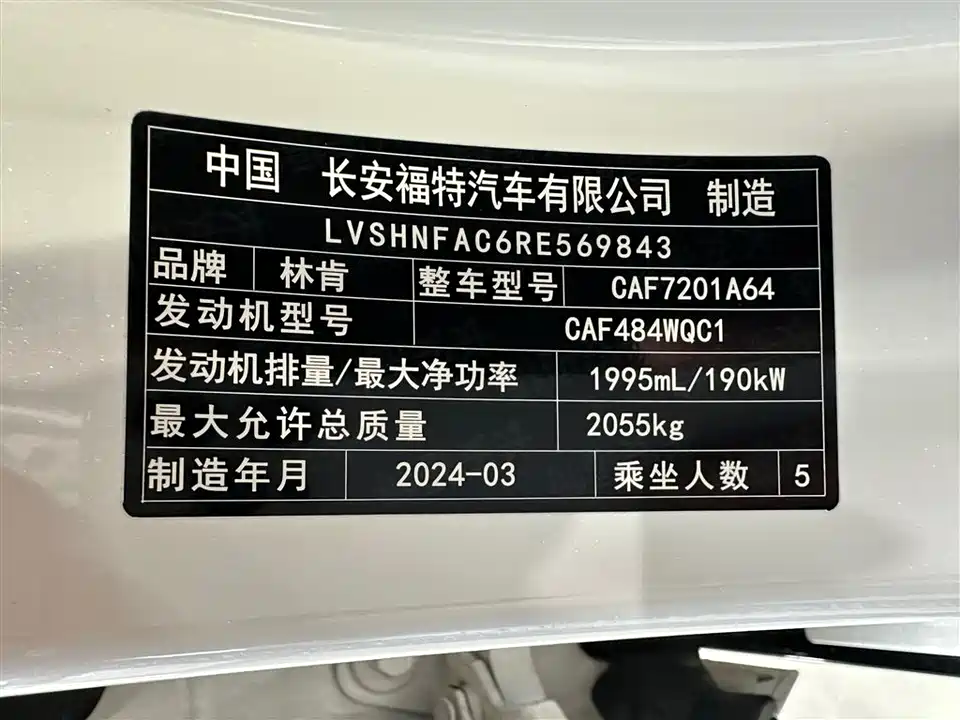 中国 长安福特汽车有限公司 制造
LVSHNFAC6RE569843
品牌 林肯 整车型号 CAF7201A64
发动机型号 CAF484WQC1
发动机排量/最大净功率 1995mL/190kW
最大允许总质量 2055kg
制造年月 2024-03 乘坐人数 5